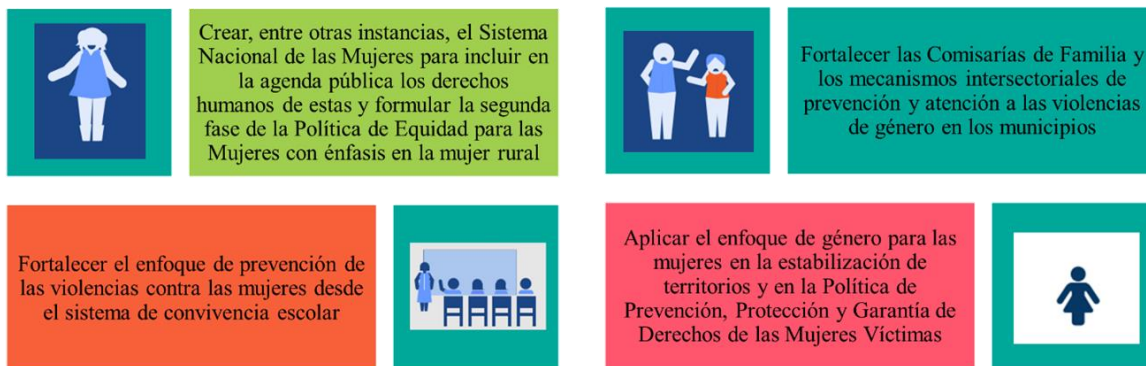 Crear, entre otras instancias, el Sistema
Nacional de las Mujeres para incluir en
la agenda pública los derechos
humanos de estas y formular la segunda
fase de la Política de Equidad para las
Mujeres con énfasis en la mujer rural
Fortalecer las Comisarías de Familia y
los mecanismos intersectoriales de
prevención y atención a las violencias
de género en los municipios
Fortalecer el enfoque de prevención de
las violencias contra las mujeres desde
el sistema de convivencia escolar
Aplicar el enfoque de género para las
mujeres en la estabilización de
territorios y en la Política de
Prevención, Protección y Garantía de
Derechos de las Mujeres Víctimas